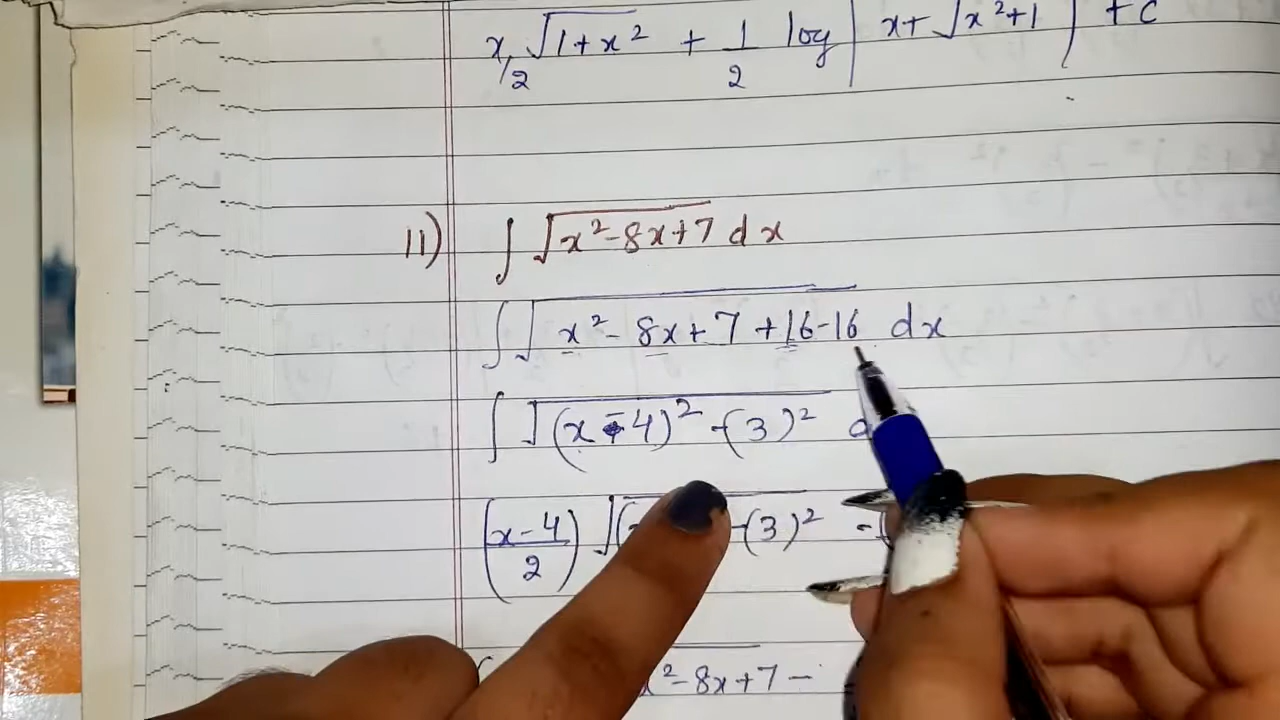 x/2 √1+x² + 1/2 log | x+ √x²+1 | + c
11) ∫ √x²-8x+7 dx
∫ √x² - 8x + 7 + 16 - 16 dx
∫ √(x - 4)² - (3)² d
(x-4/2) √( - (3)² - (
x² - 8x + 7 -